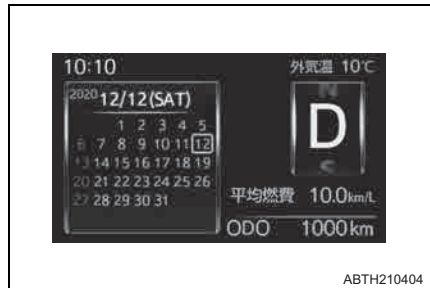 10:10
外気温 10℃
2020 12/12(SAT)
1 2 3 4 5
6 7 8 9 10 11 12
13 14 15 16 17 18 19
20 21 22 23 24 25 26
27 28 29 30 31
N
D
S
平均燃費 10.0km/L
ODO 1000km
ABTH210404